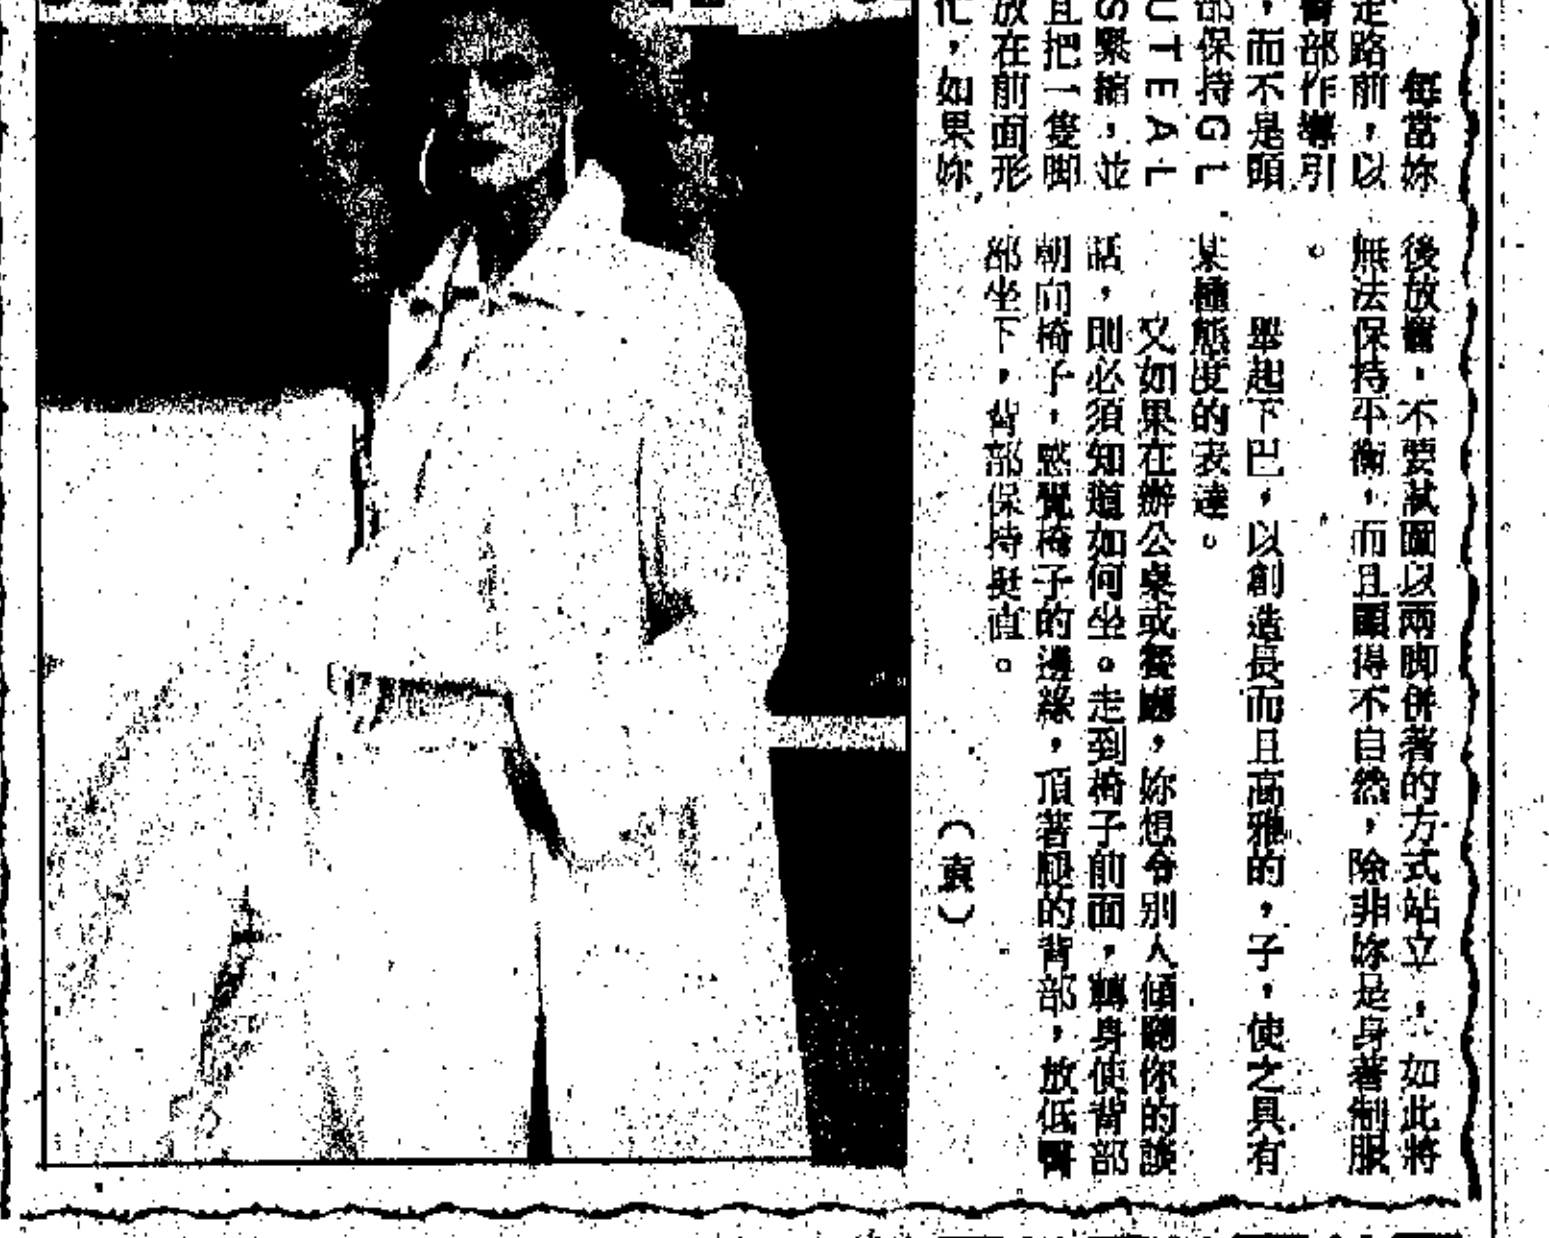 每當妳
走路前，以
臀部作導引
，而不是頭
部保持GL
UTEAL
S緊縮，並
且把一隻脚
放在前面形
，如果妳
後放，不要試圖以兩脚併著的方式站立，如此將
無法保持平衡，而且顯得不自然，除非妳是身著制服
。
舉起下巴，以創造長而且高雅的，子，使之具有
某種態度的表達。
又如果在辦公桌或餐廳，妳想令別人傾聽你的談
話，則必須知道如何坐。走到椅子前面，轉身使背部
朝向椅子，感覺椅子的邊緣，頂著腿的背部，放低臀
部坐下，背部保持挺直。
（袁）